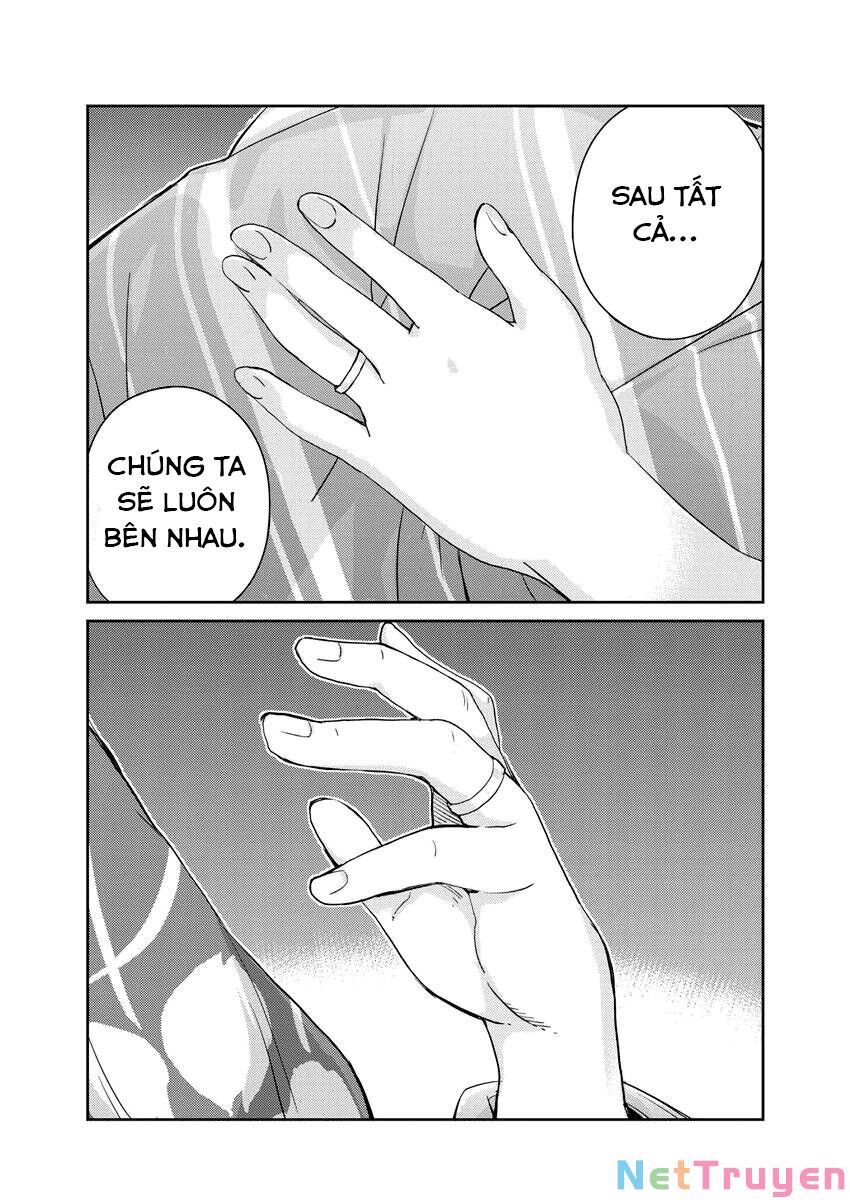 SAU TẤT
CẢ...
CHÚNG TA
SẼ LUÔN
BÊN NHAU.
NetTruyen